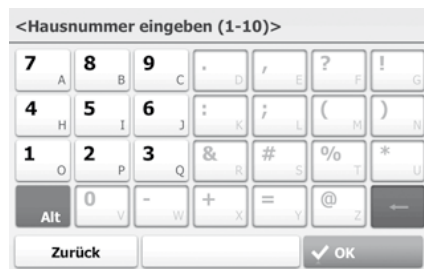 <Hausnummer eingeben (1-10)>
7 A 8 B 9 C . D , E ? F ! G
4 H 5 I 6 J : K ; L ( M ) N
1 O 2 P 3 Q & R # S % T * U
Alt 0 V - W + X = Y @ Z ←
Zurück OK